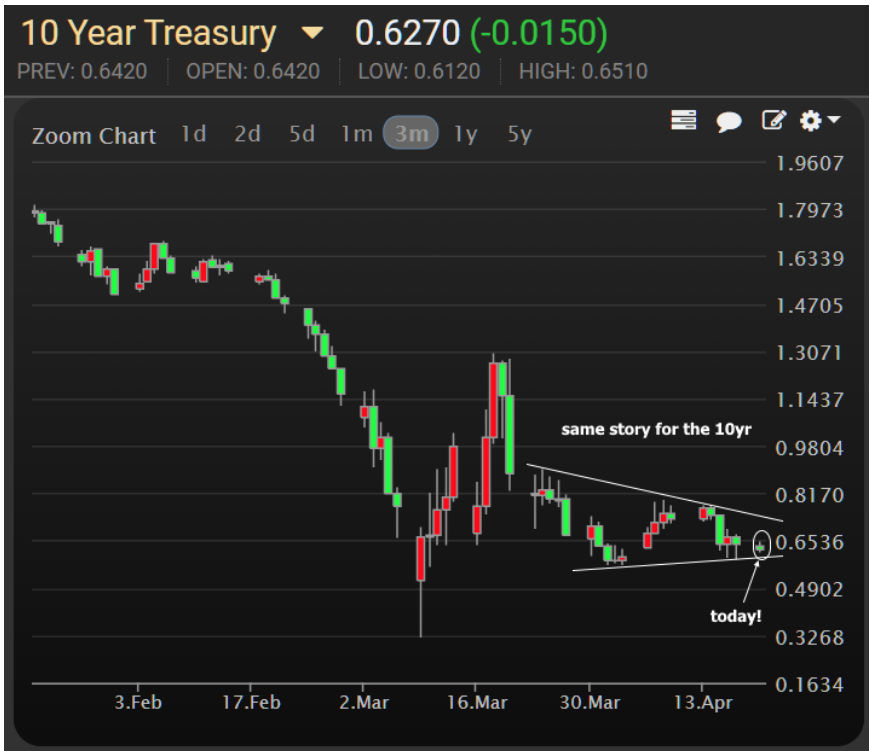 10 Year Treasury 0.6270 (-0.0150)
PREV: 0.6420 OPEN: 0.6420 LOW: 0.6120 HIGH: 0.6510
Zoom Chart 1d 2d 5d 1m 3m 1y 5y
1.9607
1.7973
1.6339
1.4705
1.3071
1.1437
same story for the 10yr
0.9804
0.8170
0.6536
0.4902
today!
0.3268
0.1634
3.Feb 17.Feb 2.Mar 16.Mar 30.Mar 13.Apr